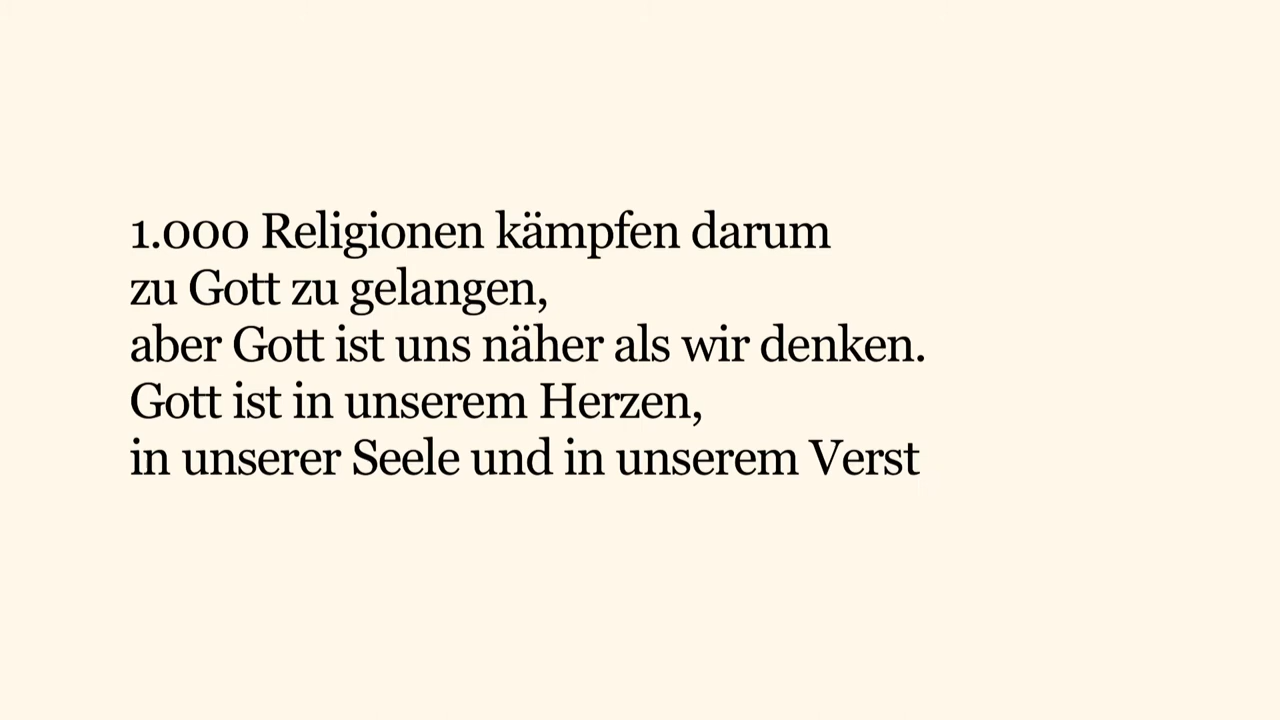 1.000 Religionen kämpfen darum
zu Gott zu gelangen,
aber Gott ist uns näher als wir denken.
Gott ist in unserem Herzen,
in unserer Seele und in unserem Verst